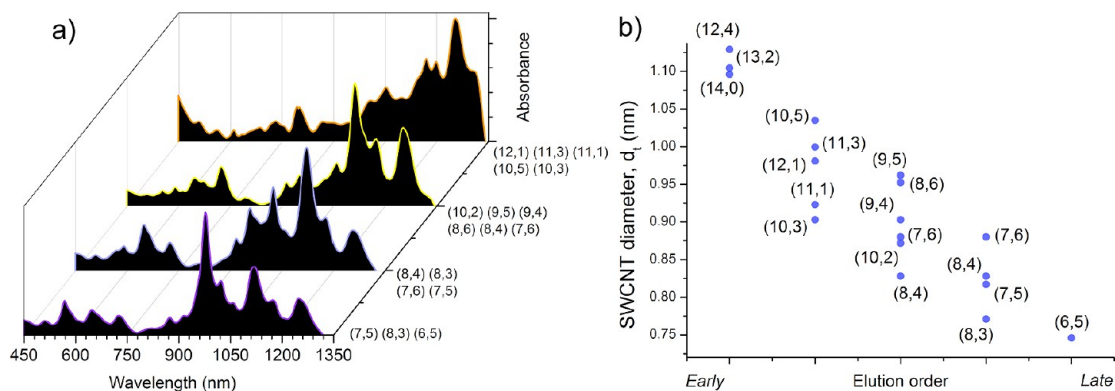 a)
Absorbance
(12,1) (11,3) (11,1)
(10,5) (10,3)
(10,2) (9,5) (9,4)
(8,6) (8,4) (7,6)
(8,4) (8,3)
(7,6) (7,5)
(7,5) (8,3) (6,5)
450 600 750 900 1050 1350
Wavelength (nm)
b)
SWCNT diameter, dt (nm)
1.10
1.05
1.00
0.95
0.90
0.85
0.80
0.75
(12,4)
(13,2)
(14,0)
(10,5)
(11,3)
(12,1)
(11,1)
(10,3)
(9,5)
(8,6)
(9,4)
(7,6)
(10,2)
(8,4)
(7,6)
(8,4)
(7,5)
(8,3)
(6,5)
Early Elution order Late